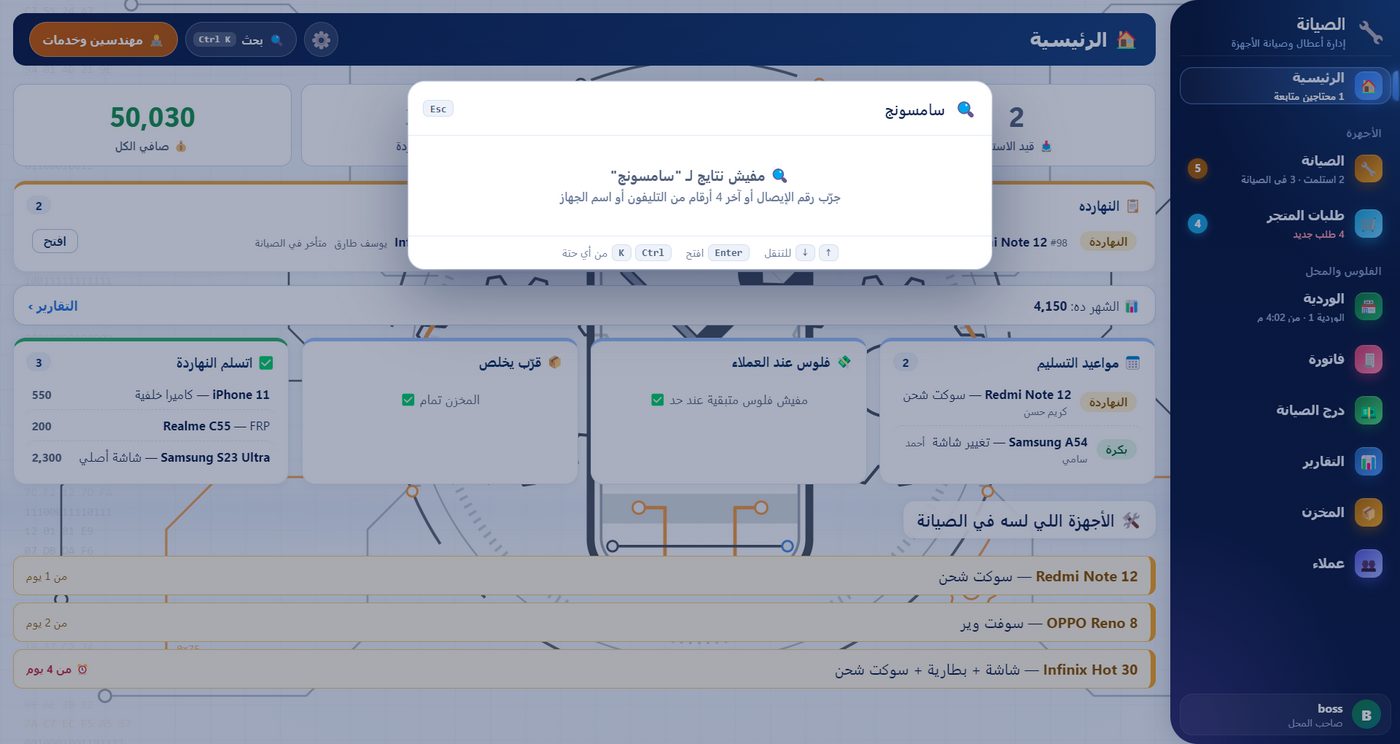 الصيانة
إدارة أعطال وصيانة الأجهزة
الرئيسية
1 محتاجين متابعة
الأجهزة
الصيانة
2 استلمت · 3 في الصيانة
5
طلبات المتجر
4 طلب جديد
4
الفلوس والمحل
الوردية
الوردية 1 · من 4:02 م
فاتورة
درج الصيانة
التقارير
المخزن
عملاء
boss
صاحب المحل
B
الرئيسية
بحث Ctrl K
مهندسين وخدمات
2
قيد الاست
50,030
صافي الكل
سامسونج
Esc
مفيش نتايج لـ "سامسونج"
جرّب رقم الإيصال أو آخر 4 أرقام من التليفون أو اسم الجهاز
↑ ↓ للتنقل Enter افتح Ctrl K من أي حتة
النهارده
2
النهاردة #98 i Note 12
Inf يوسف طارق متأخر في الصيانة
افتح
الشهر ده: 4,150
التقارير ›
مواعيد التسليم
2
النهاردة
Redmi Note 12 — سوكت شحن
كريم حسن
بكرة
Samsung A54 — تغيير شاشة أحمد
سامي
فلوس عند العملاء
مفيش فلوس متبقية عند حد
قرّب يخلص
المخزن تمام
اتسلم النهاردة
3
iPhone 11 — كاميرا خلفية 550
Realme C55 — FRP 200
Samsung S23 Ultra — شاشة أصلي 2,300
الأجهزة اللي لسه في الصيانة
Redmi Note 12 — سوكت شحن
من 1 يوم
OPPO Reno 8 — سوفت وير
من 2 يوم
Infinix Hot 30 — شاشة + بطارية + سوكت شحن
من 4 يوم